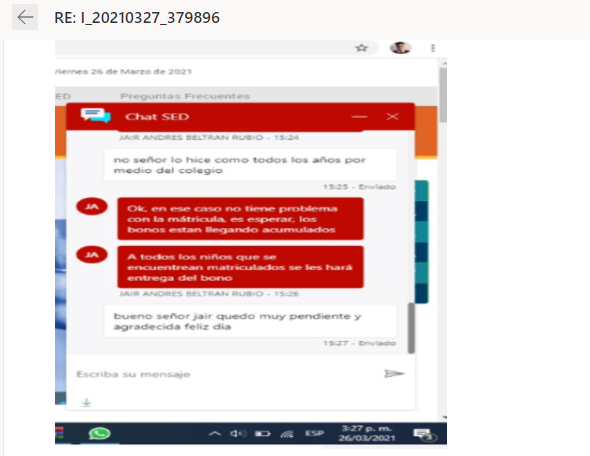 RE: I_20210327_379896
Viernes 26 de Marzo de 2021
ED Preguntas Frecuentes
Chat SED
JAIR ANDRES BELTRAN RUBIO - 15:24
no señor lo hice como todos los años por
medio del colegio
15:25 - Enviado
JA
Ok, en ese caso no tiene problema
con la mátricula, es esperar, los
bonos estan llegando acumulados
JA
A todos los niños que se
encuentrean matriculados se les hará
entrega del bono
JAIR ANDRES BELTRAN RUBIO - 15:26
bueno señor jair quedo muy pendiente y
agradecida feliz dia
15:27 - Enviado
Escriba su mensaje
ESP
3:27 p. m.
26/03/2021
3